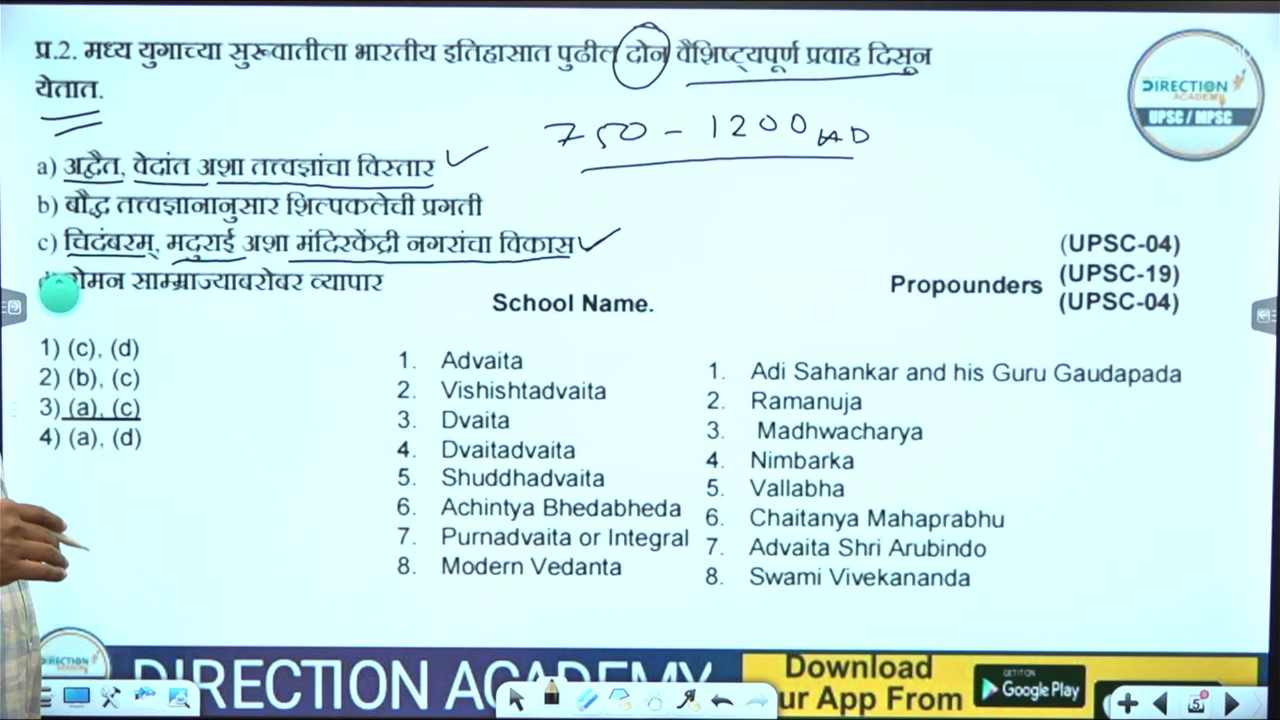 प्र.2. मध्य युगाच्या सुरूवातीला भारतीय इतिहासात पुढील दोन वैशिष्ट्यपूर्ण प्रवाह दिसून
येतात.
DIRECTION
ACADEMY
UPSC / MPSC
750 - 1200 AD
a) अद्वैत, वेदांत अशा तत्त्वज्ञांचा विस्तार
b) बौद्ध तत्त्वज्ञानानुसार शिल्पकलेची प्रगती
c) चिदंबरम्, मदुराई अशा मंदिरकेंद्री नगरांचा विकास
(UPSC-04)
रोमन साम्राज्याबरोबर व्यापार
Propounders (UPSC-19)
School Name.
(UPSC-04)
1) (c), (d)
2) (b), (c)
3) (a), (c)
4) (a), (d)
1. Advaita
2. Vishishtadvaita
3. Dvaita
4. Dvaitadvaita
5. Shuddhadvaita
6. Achintya Bhedabheda
7. Purnadvaita or Integral
8. Modern Vedanta
1. Adi Sahankar and his Guru Gaudapada
2. Ramanuja
3. Madhwacharya
4. Nimbarka
5. Vallabha
6. Chaitanya Mahaprabhu
7. Advaita Shri Arubindo
8. Swami Vivekananda
DIRECTION
DIRECTION ACADEMY
Download
ur App From
GET IT ON
Google Play
5